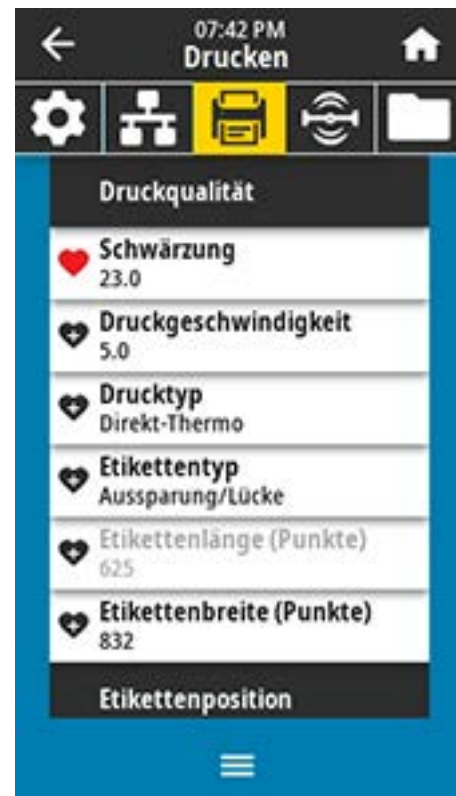 07:42 PM
Drucken
Druckqualität
Schwärzung
23.0
Druckgeschwindigkeit
5.0
Drucktyp
Direkt-Thermo
Etikettentyp
Aussparung/Lücke
Etikettenlänge (Punkte)
625
Etikettenbreite (Punkte)
832
Etikettenposition